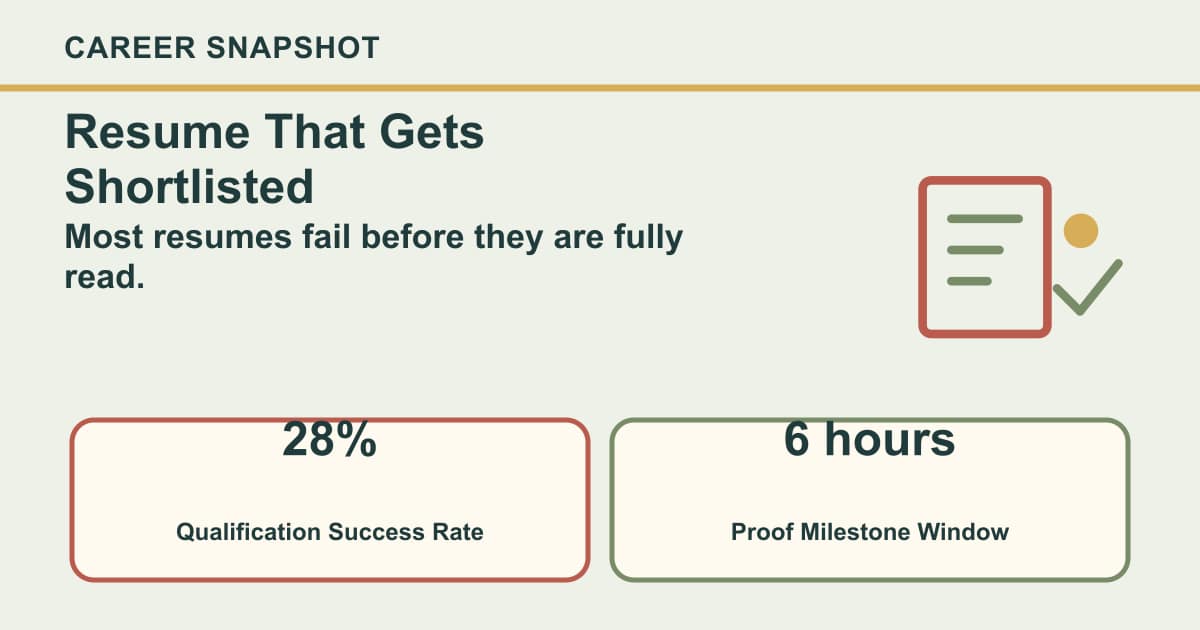 CAREER SNAPSHOT
Resume That Gets
Shortlisted
Most resumes fail before they are fully
read.
28%
Qualification Success Rate
6 hours
Proof Milestone Window